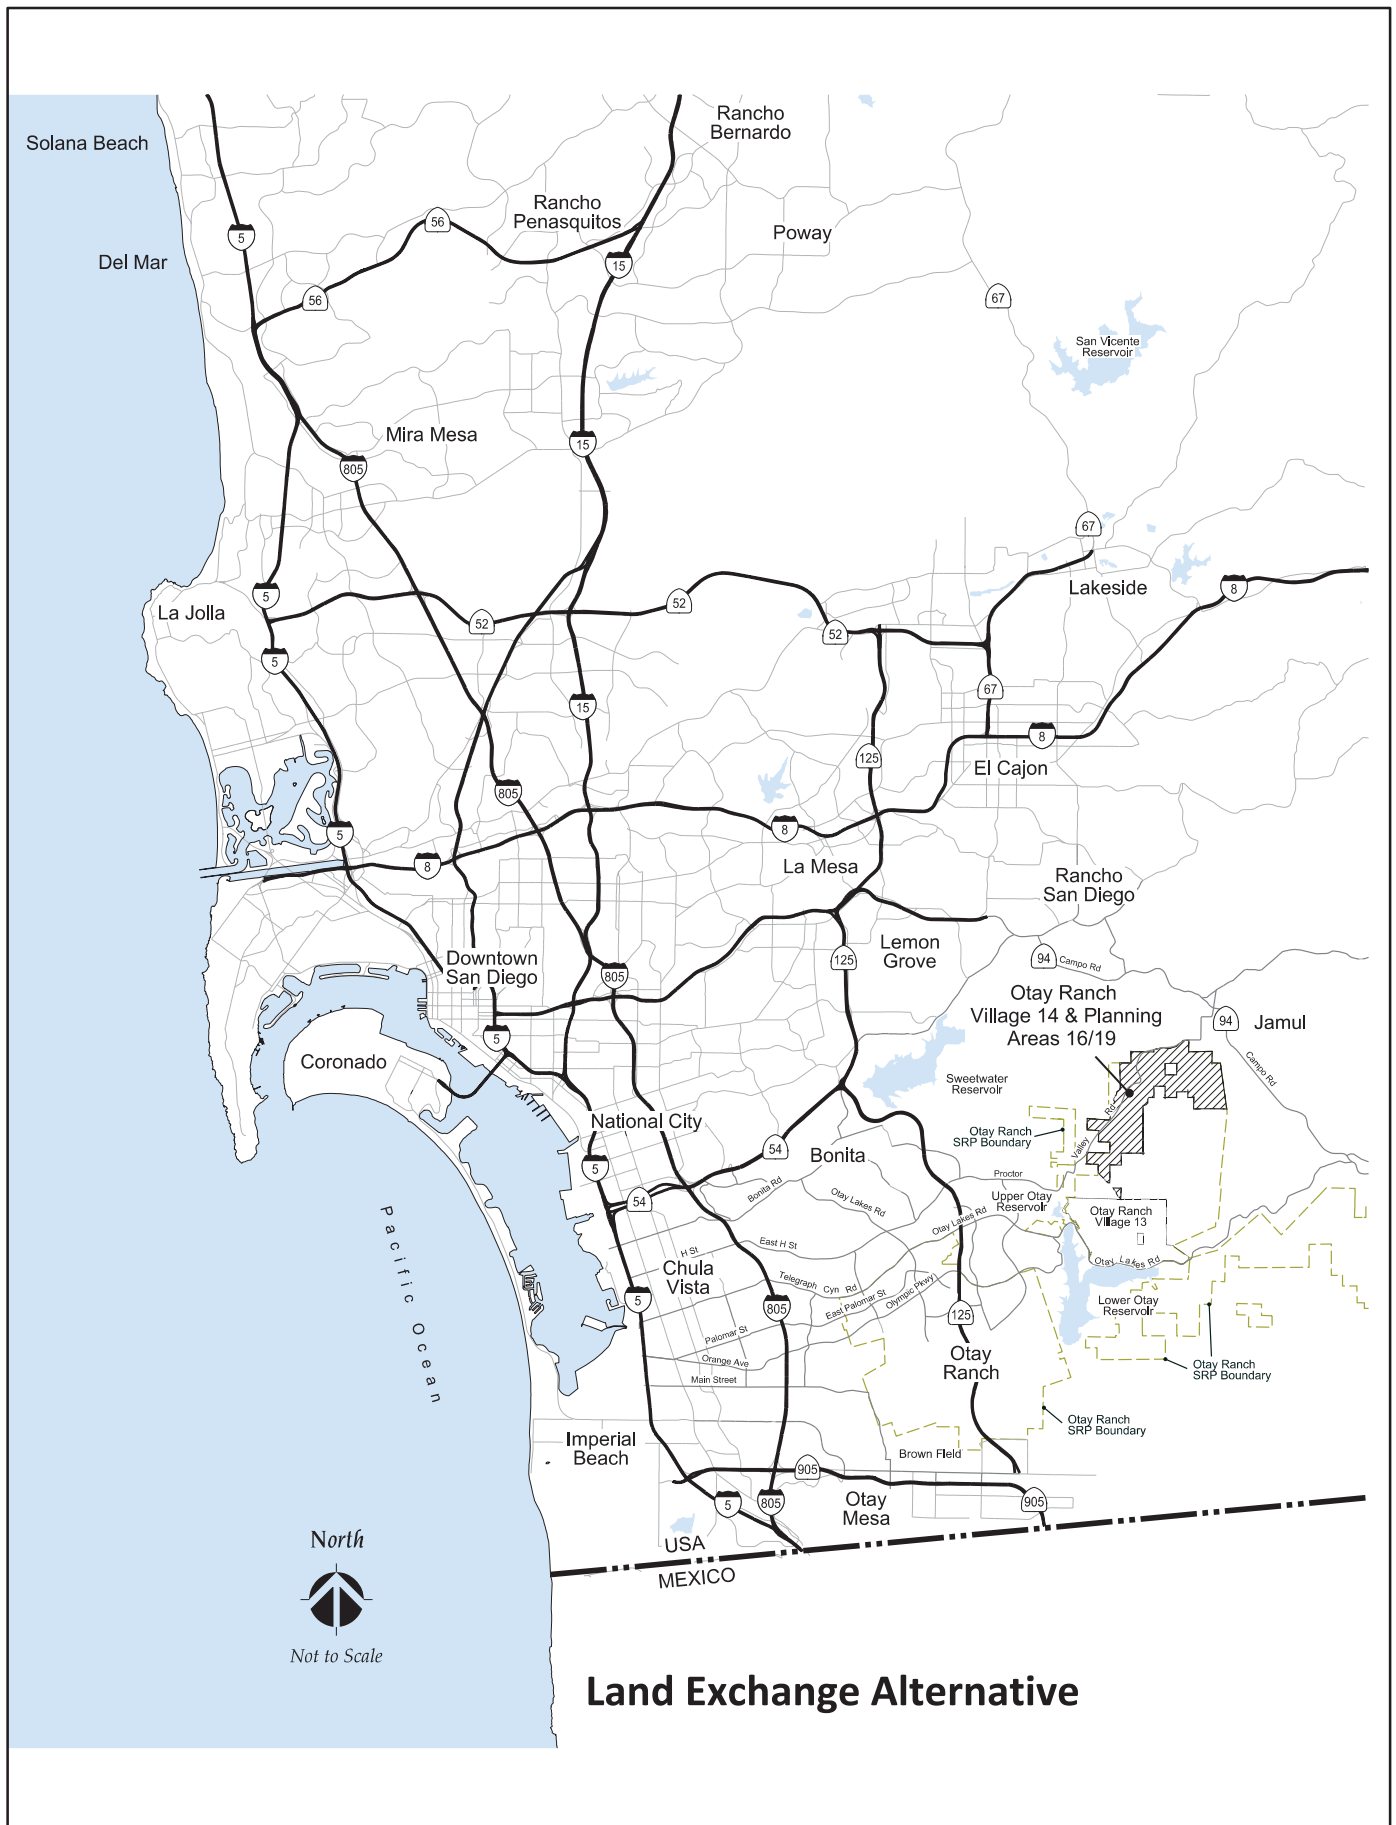 Rancho
Bernardo
Solana Beach
Rancho
Penasquitos
56
Poway
5
Del Mar
15
56
67
San Vicente
Reservoir
Mira Mesa
15
805
67
Lakeside
8
5
La Jolla
52
52
52
5
67
15
8
125
El Cajon
805
5
8
8
La Mesa
Rancho
San Diego
Lemon
Grove
Downtown
San Diego
125
94
Campo Rd
805
Otay Ranch
Village 14 & Planning
Areas 16/19
94
Jamul
5
Coronado
Campo Rd
Sweetwater
Reservoir
Rd
National City
Otay Ranch
SRP Boundary
Valley
54
Bonita
5
Proctor
Bonita Rd
Otay Lakes Rd
Upper Otay
Reservoir
54
Otay Ranch
Village 13
Otay Lakes Rd
Pacific Ocean
H St
East H St
Otay Lakes Rd
Chula
Vista
Telegraph Cyn Rd
East Palomar St
Olympic Pkwy
5
805
125
Lower Otay
Reservoir
Palomar St
Orange Ave
Otay
Ranch
Otay Ranch
SRP Boundary
Main Street
Otay Ranch
SRP Boundary
Imperial
Beach
Brown Field
905
5
805
Otay
Mesa
905
USA
MEXICO
North
Not to Scale
Land Exchange Alternative